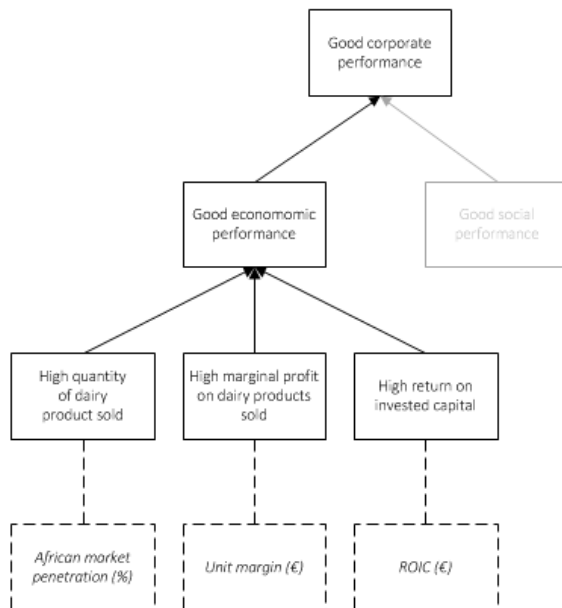 Good corporate
performance
Good econonomic
performance
Good social
performance
High quantity
of dairy
product sold
High marginal profit
on dairy products
sold
High return on
invested capital
African market
penetration (%)
Unit margin (€)
ROIC (€)